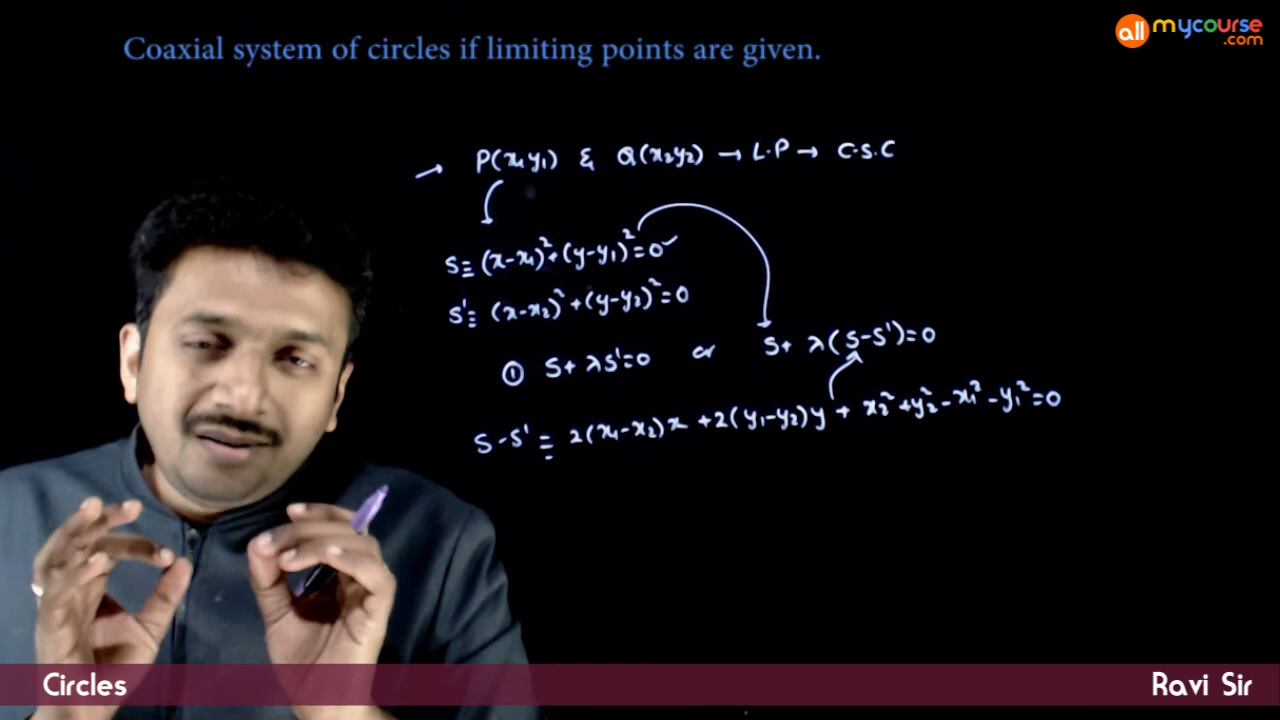 all mycourse.com
Coaxial system of circles if limiting points are given.
→ P(x₁y₁) & Q(x₂y₂) → L.P → C.S.C
S ≡ (x-x₁)²+(y-y₁)²=0
S' ≡ (x-x₂)²+(y-y₂)²=0
① S+λS'=0 or S+λ(S-S')=0
S-S' ≡ 2(x₁-x₂)x +2(y₁-y₂)y + x₂²+y₂²-x₁²-y₁²=0
Circles
Ravi Sir